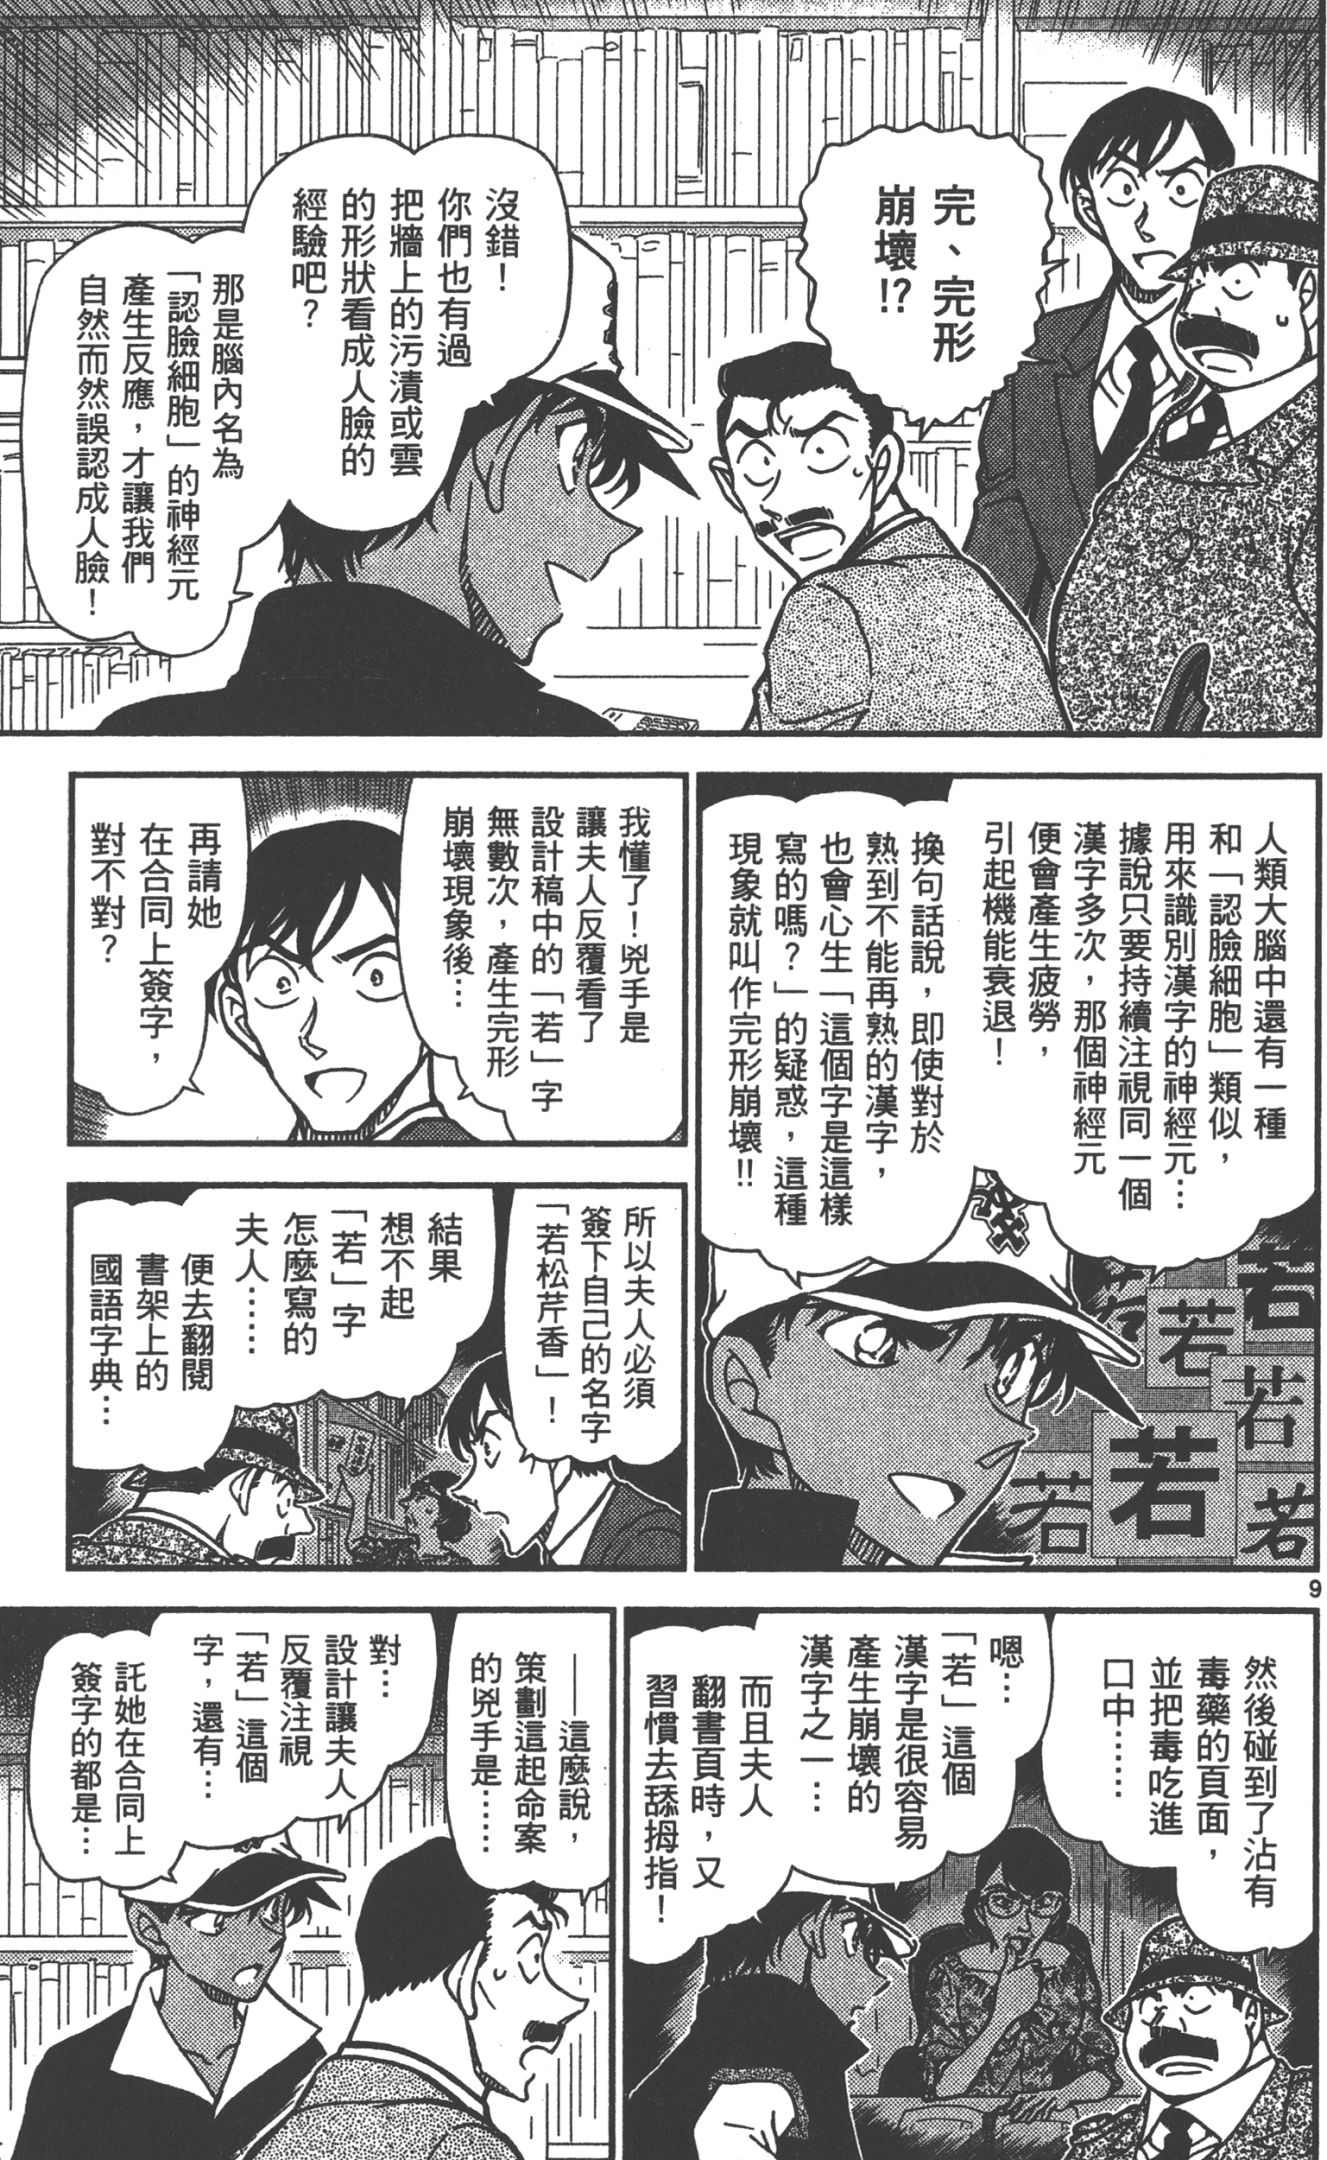 完、完形
崩壞!?
沒錯！
你們也有過
把牆上的污漬或雲
的形狀看成人臉的
經驗吧？
那是腦內名為
「認臉細胞」的神經元
產生反應，才讓我們
自然而然誤認成人臉！
人類大腦中還有一種
和「認臉細胞」類似，
用來識別漢字的神經元…
據說只要持續注視同一個
漢字多次，那個神經元
便會產生疲勞，
引起機能衰退！
換句話說，即使對於
熟到不能再熟的漢字，
也會心生「這個字是這樣
寫的嗎？」的疑惑，這種
現象就叫作完形崩壞!!
若
若
若
若
若
若
若
我懂了！兇手是
讓夫人反覆看了
設計稿中的「若」字
無數次，產生完形
崩壞現象後…
再請她
在合同上簽字，
對不對？
所以夫人必須
簽下自己的名字
「若松芹香」！
結果
想不起
「若」字
怎麼寫的
夫人……
便去翻閱
書架上的
國語字典…
9
然後碰到了沾有
毒藥的頁面，
並把毒吃進
口中……
嗯…
「若」這個
漢字是很容易
產生崩壞的
漢字之一…
而且夫人
翻書頁時，又
習慣去舔拇指！
——這麼說，
策劃這起命案
的兇手是……
對…
設計讓夫人
反覆注視
「若」這個
字，還有…
託她在合同上
簽字的都是…